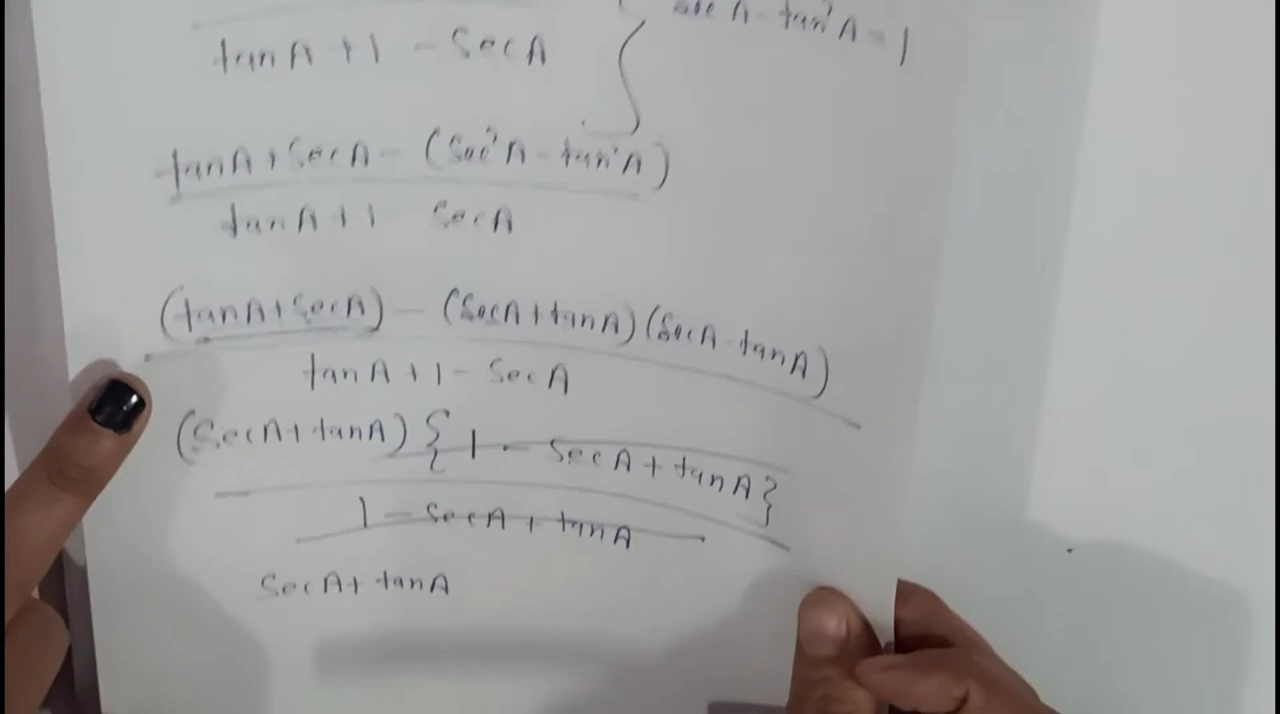 sec²A - tan²A = 1
tanA + 1 - SecA
tanA + SecA - (Sec²A - tan²A)
tanA + 1 SecA
(tanA + SecA) - (SecA + tanA) (SecA - tanA)
tanA + 1 - SecA
(SecA + tanA) { 1 - SecA + tanA }
1 - SecA + tanA
SecA + tanA